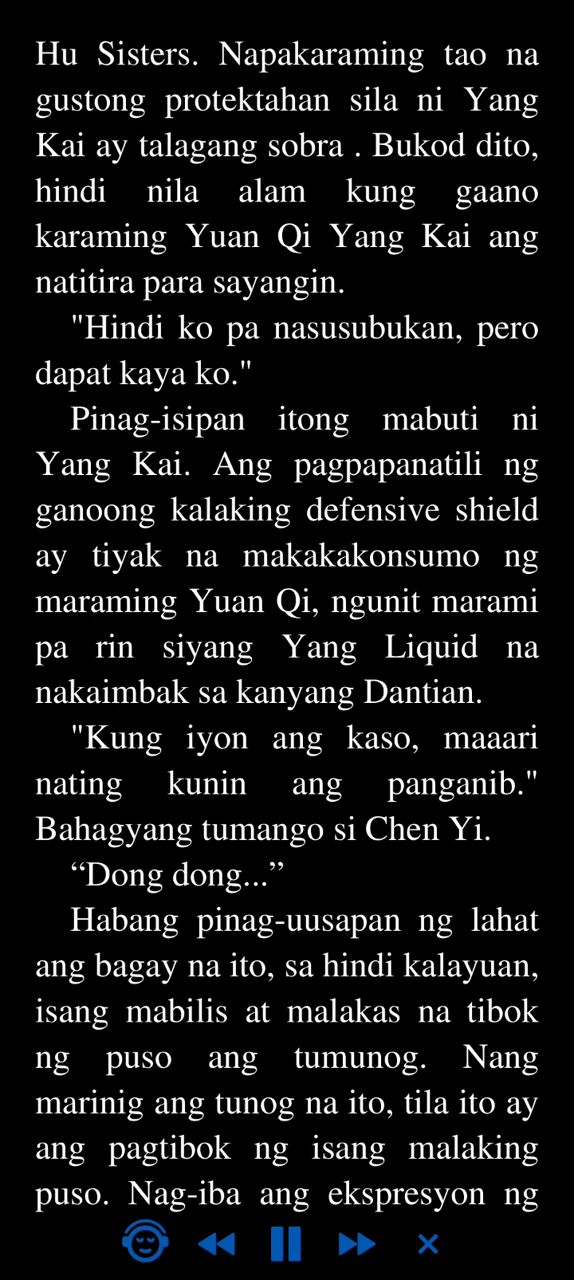 Hu Sisters. Napakaraming tao na
gustong protektahan sila ni Yang
Kai ay talagang sobra . Bukod dito,
hindi nila alam kung gaano
karaming Yuan Qi Yang Kai ang
natitira para sayangin.
"Hindi ko pa nasusubukan, pero
dapat kaya ko."
Pinag-isipan itong mabuti ni
Yang Kai. Ang pagpapanatili ng
ganoong kalaking defensive shield
ay tiyak na makakakonsumo ng
maraming Yuan Qi, ngunit marami
pa rin siyang Yang Liquid na
nakaimbak sa kanyang Dantian.
"Kung iyon ang kaso, maaari
nating kunin ang panganib."
Bahagyang tumango si Chen Yi.
“Dong dong...”
Habang pinag-uusapan ng lahat
ang bagay na ito, sa hindi kalayuan,
isang mabilis at malakas na tibok
ng puso ang tumunog. Nang
marinig ang tunog na ito, tila ito ay
ang pagtibok ng isang malaking
puso. Nag-iba ang ekspresyon ng